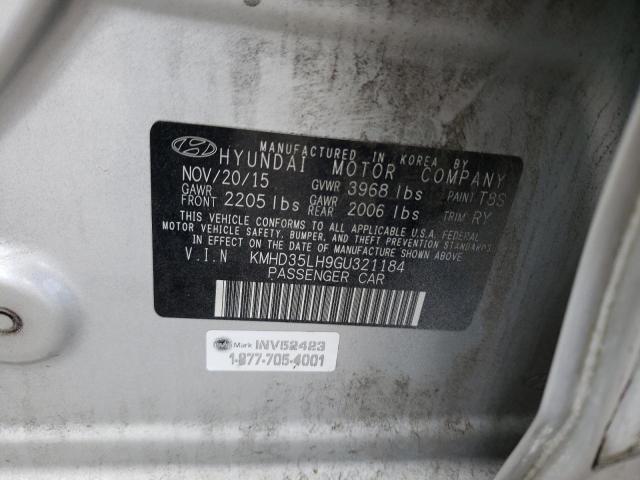 MANUFACTURED IN KOREA BY
HYUNDAI MOTOR COMPANY
NOV/20/15 GVWR 3968 lbs PAINT T8S
GAWR FRONT 2205 lbs GAWR REAR 2006 lbs TRIM RY
THIS VEHICLE CONFORMS TO ALL APPLICABLE U.S.A. FEDERAL
MOTOR VEHICLE SAFETY, BUMPER, AND THEFT PREVENTION STANDARDS
IN EFFECT ON THE DATE OF MANUFACTURE SHOWN ABOVE.
V.I.N KMHD35LH9GU321184
PASSENGER CAR
Mark INV52423
1-877-705-4001